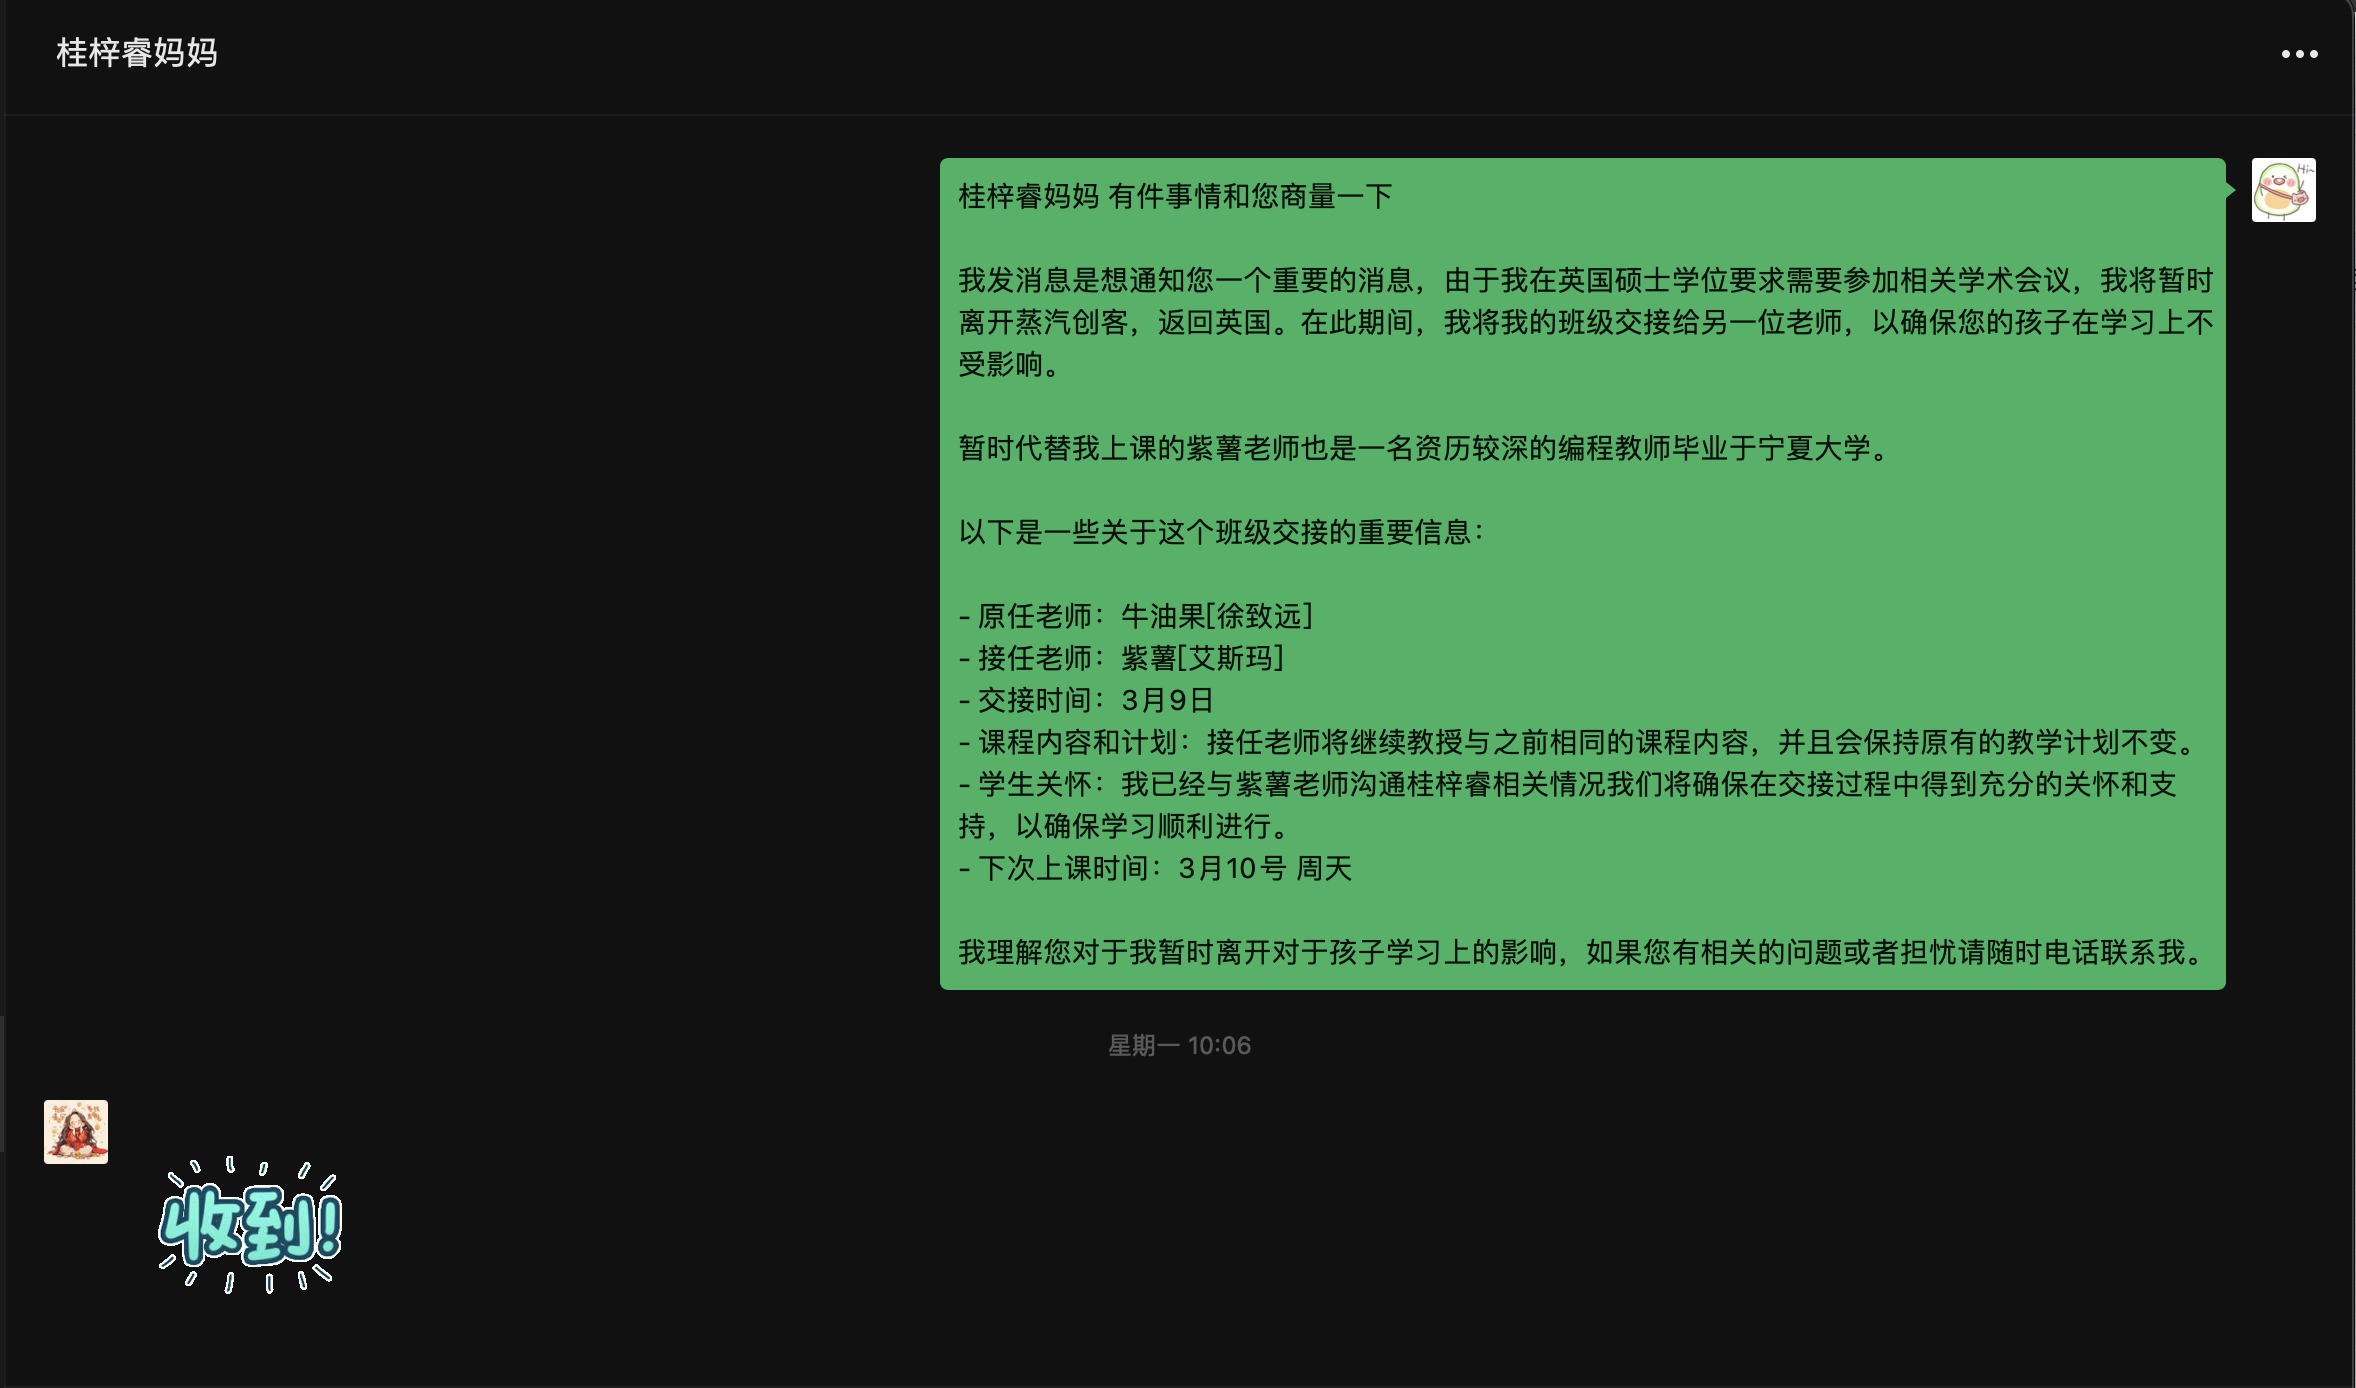 桂梓睿妈妈
Hi~
桂梓睿妈妈 有件事情和您商量一下
我发消息是想通知您一个重要的消息，由于我在英国硕士学位要求需要参加相关学术会议，我将暂时
离开蒸汽创客，返回英国。在此期间，我将我的班级交接给另一位老师，以确保您的孩子在学习上不
受影响。
暂时代替我上课的紫薯老师也是一名资历较深的编程教师毕业于宁夏大学。
以下是一些关于这个班级交接的重要信息：
- 原任老师：牛油果[徐致远]
- 接任老师：紫薯[艾斯玛]
- 交接时间：3月9日
- 课程内容和计划：接任老师将继续教授与之前相同的课程内容，并且会保持原有的教学计划不变。
- 学生关怀：我已经与紫薯老师沟通桂梓睿相关情况我们将确保在交接过程中得到充分的关怀和支
持，以确保学习顺利进行。
- 下次上课时间：3月10号 周天
我理解您对于我暂时离开对于孩子学习上的影响，如果您有相关的问题或者担忧请随时电话联系我。
星期一 10:06
收到!